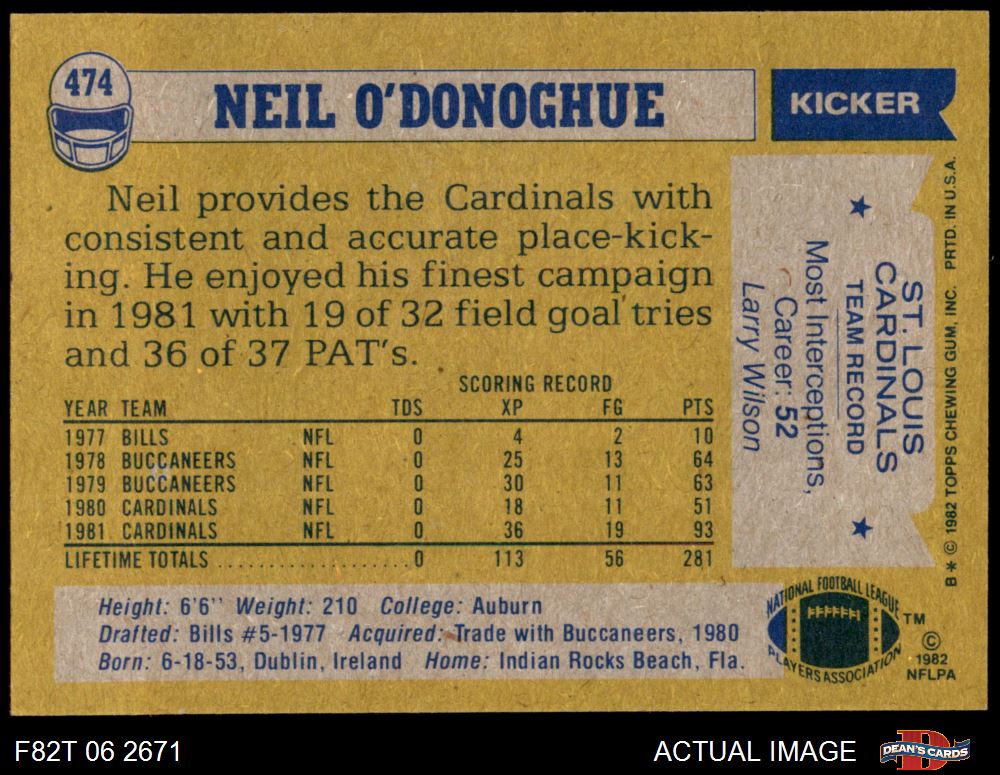 474
NEIL O'DONOGHUE
KICKER
Neil provides the Cardinals with
consistent and accurate place-kick-
ing. He enjoyed his finest campaign
in 1981 with 19 of 32 field goal tries
and 36 of 37 PAT's.
SCORING RECORD
YEAR TEAM TDS XP FG PTS
1977 BILLS NFL 0 4 2 10
1978 BUCCANEERS NFL 0 25 13 64
1979 BUCCANEERS NFL 0 30 11 63
1980 CARDINALS NFL 0 18 11 51
1981 CARDINALS NFL 0 36 19 93
LIFETIME TOTALS ......................0 113 56 281
Height: 6'6" Weight: 210 College: Auburn
Drafted: Bills #5-1977 Acquired: Trade with Buccaneers, 1980
Born: 6-18-53, Dublin, Ireland Home: Indian Rocks Beach, Fla.
ST. LOUIS
CARDINALS
TEAM RECORD
Most Interceptions,
Career: 52
Larry Wilson
B*© 1982 TOPPS CHEWING GUM, INC. PRTD. IN U.S.A.
NATIONAL FOOTBALL LEAGUE
PLAYERS ASSOCIATION
TM
©
1982
NFLPA
F82T 06 2671
ACTUAL IMAGE
D
DEAN'S CARDS